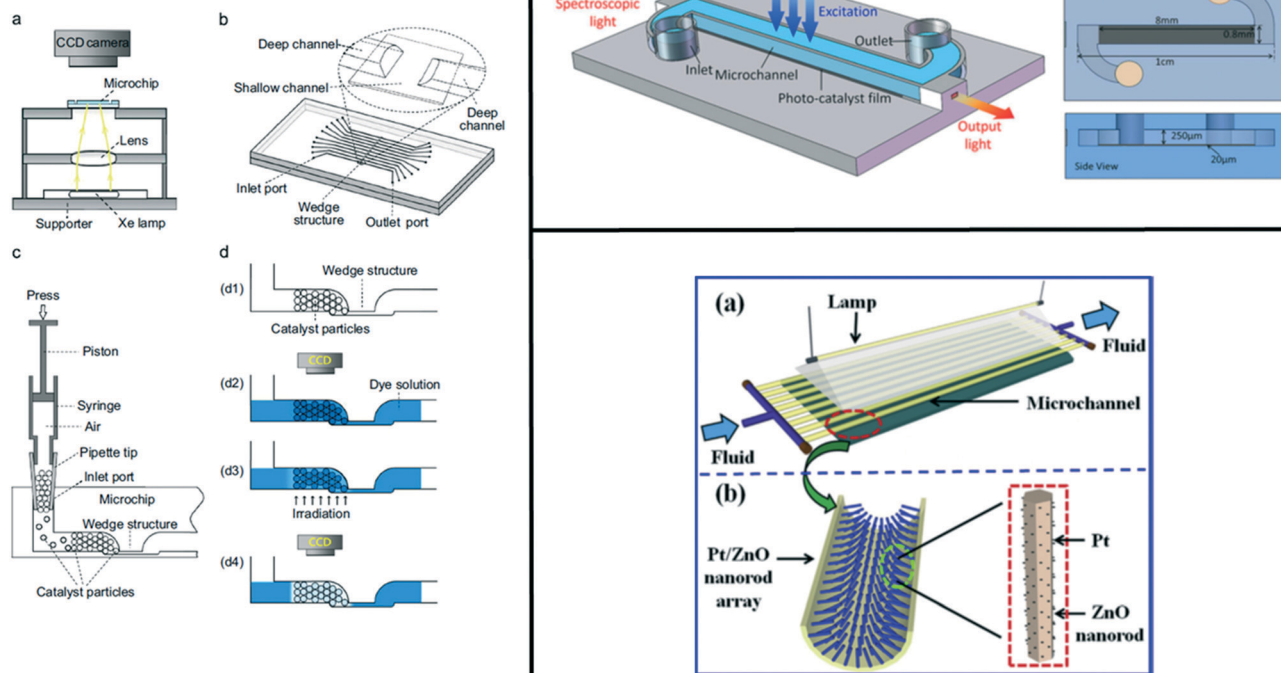 a
CCD camera
Microchip
Lens
Supporter
Xe lamp
b
Deep channel
Shallow channel
Deep
channel
Inlet port
Wedge
structure
Outlet port
c
Press
Piston
Syringe
Air
Pipette tip
Inlet port
Microchip
Wedge structure
Catalyst particles
d
(d1)
Wedge structure
Catalyst particles
CCD
(d2)
Dye solution
(d3)
Irradiation
CCD
(d4)
Spectroscopic
light
Excitation
Outlet
Inlet
Microchannel
Photo-catalyst film
Output
light
8mm
0.8mm
1cm
250μm
20μm
Side View
(a)
Lamp
Fluid
Microchannel
Fluid
(b)
Pt/ZnO
nanorod
array
Pt
ZnO
nanorod